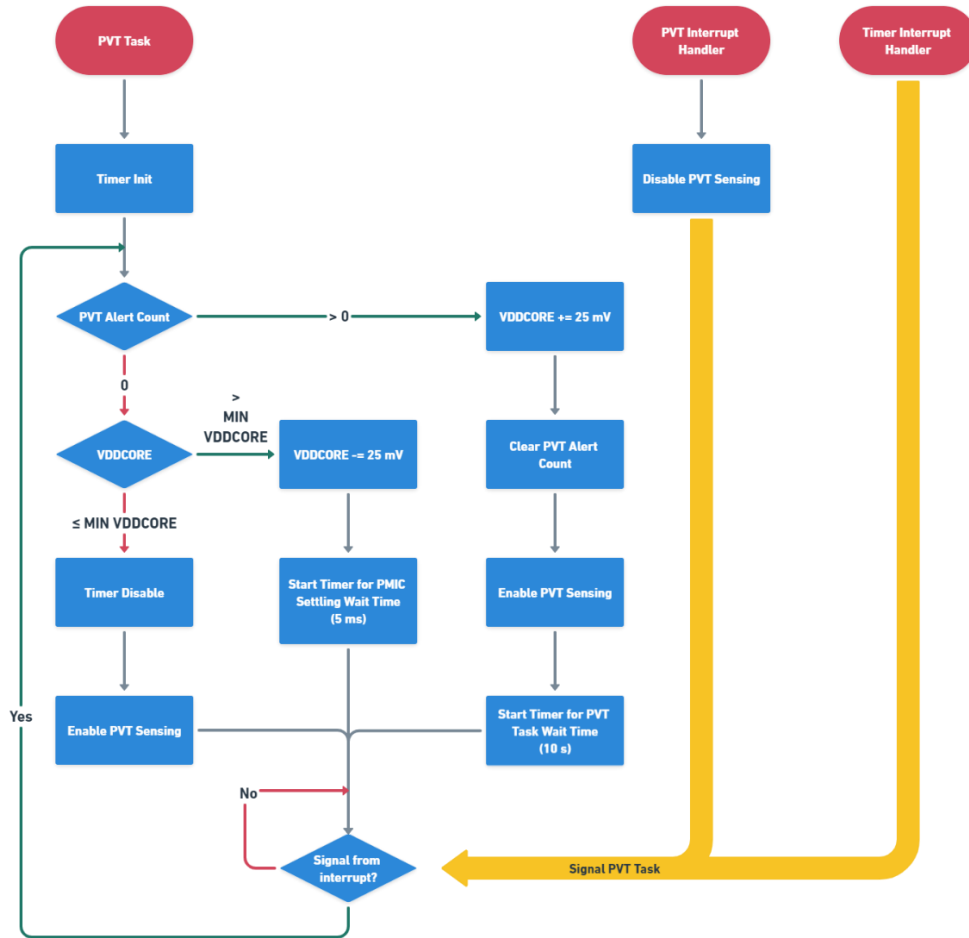 PVT Task
PVT Interrupt
Handler
Timer Interrupt
Handler
Timer Init
Disable PVT Sensing
PVT Alert Count
> 0
VDDCORE += 25 mV
0
>
MIN
VDDCORE
VDDCORE
VDDCORE -= 25 mV
Clear PVT Alert
Count
≤ MIN VDDCORE
Timer Disable
Start Timer for PMIC
Settling Wait Time
(5 ms)
Enable PVT Sensing
Yes
Enable PVT Sensing
Start Timer for PVT
Task Wait Time
(10 s)
No
Signal from
interrupt?
Signal PVT Task